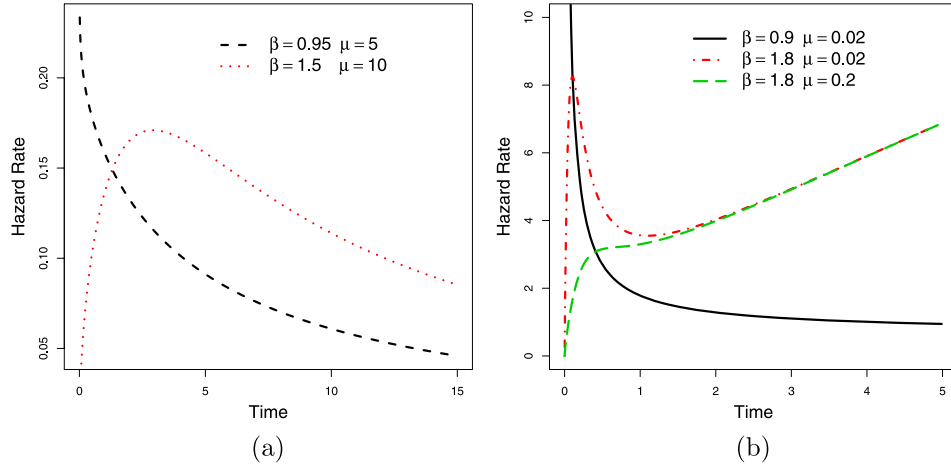 β = 0.95 μ = 5
β = 1.5 μ = 10
Hazard Rate
0.05 0.10 0.15 0.20
0 5 10 15
Time
(a)
β = 0.9 μ = 0.02
β = 1.8 μ = 0.02
β = 1.8 μ = 0.2
Hazard Rate
0 2 4 6 8 10
0 1 2 3 4 5
Time
(b)